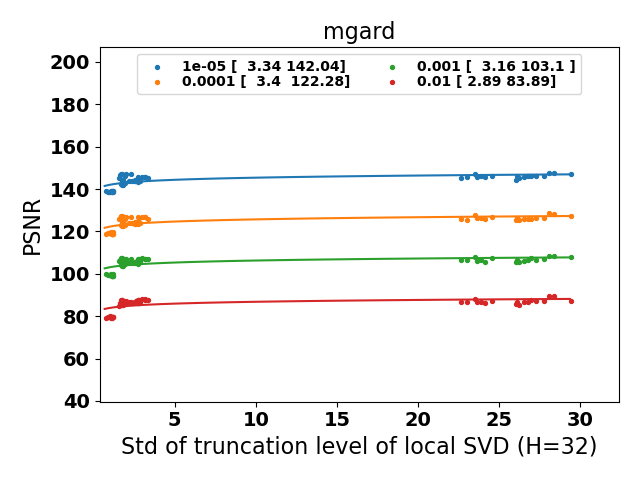 mgard
1e-05 [  3.34 142.04]
0.0001 [  3.4  122.28]
0.001 [  3.16 103.1 ]
0.01 [ 2.89 83.89]
PSNR
200
180
160
140
120
100
80
60
40
5 10 15 20 25 30
Std of truncation level of local SVD (H=32)